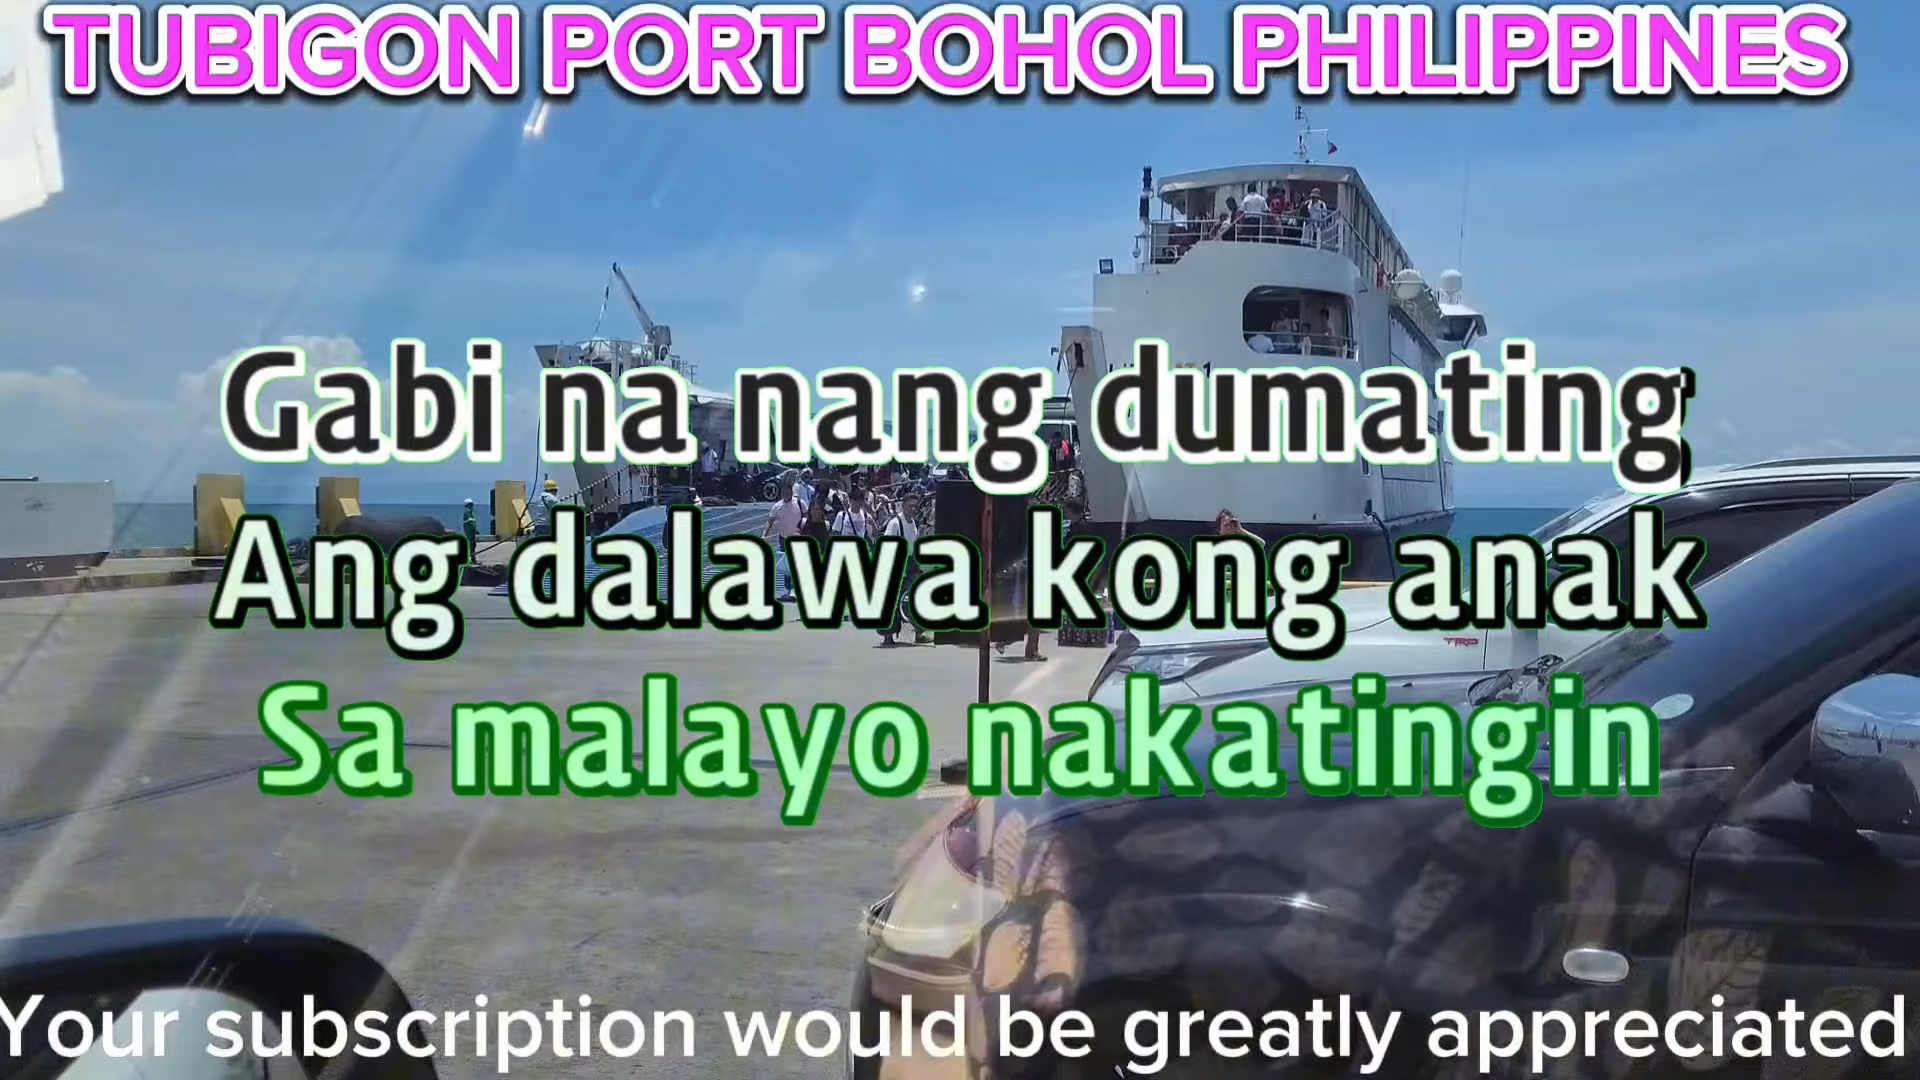 TUBIGON PORT BOHOL PHILIPPINES
Gabi na nang dumating
Ang dalawa kong anak
Sa malayo nakatingin
TRD
Your subscription would be greatly appreciated